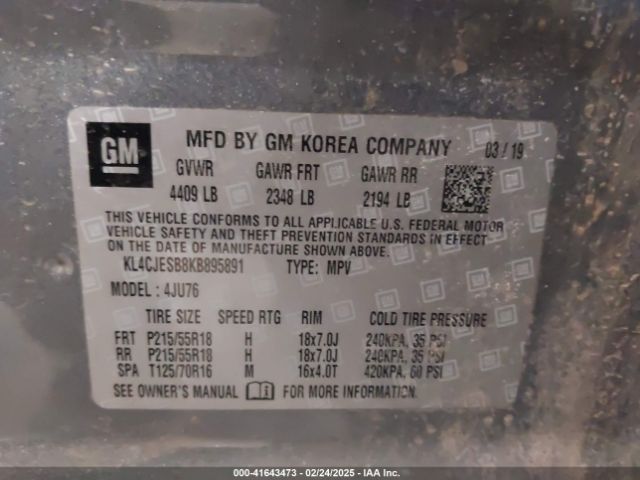 GM
MFD BY GM KOREA COMPANY 03 / 19
GVWR GAWR FRT GAWR RR
4409 LB 2348 LB 2194 LB
THIS VEHICLE CONFORMS TO ALL APPLICABLE U.S. FEDERAL MOTOR
VEHICLE SAFETY AND THEFT PREVENTION STANDARDS IN EFFECT
ON THE DATE OF MANUFACTURE SHOWN ABOVE.
KL4CJESB8KB895891 TYPE: MPV
MODEL : 4JU76
TIRE SIZE SPEED RTG RIM COLD TIRE PRESSURE
FRT P215/55R18 H 18x7.0J 240KPA, 35 PSI
RR P215/55R18 H 18x7.0J 240KPA, 35 PSI
SPA T125/70R16 M 16x4.0T 420KPA, 60 PSI
SEE OWNER'S MANUAL FOR MORE INFORMATION
000-41643473 — 02/24/2025 — IAA Inc.